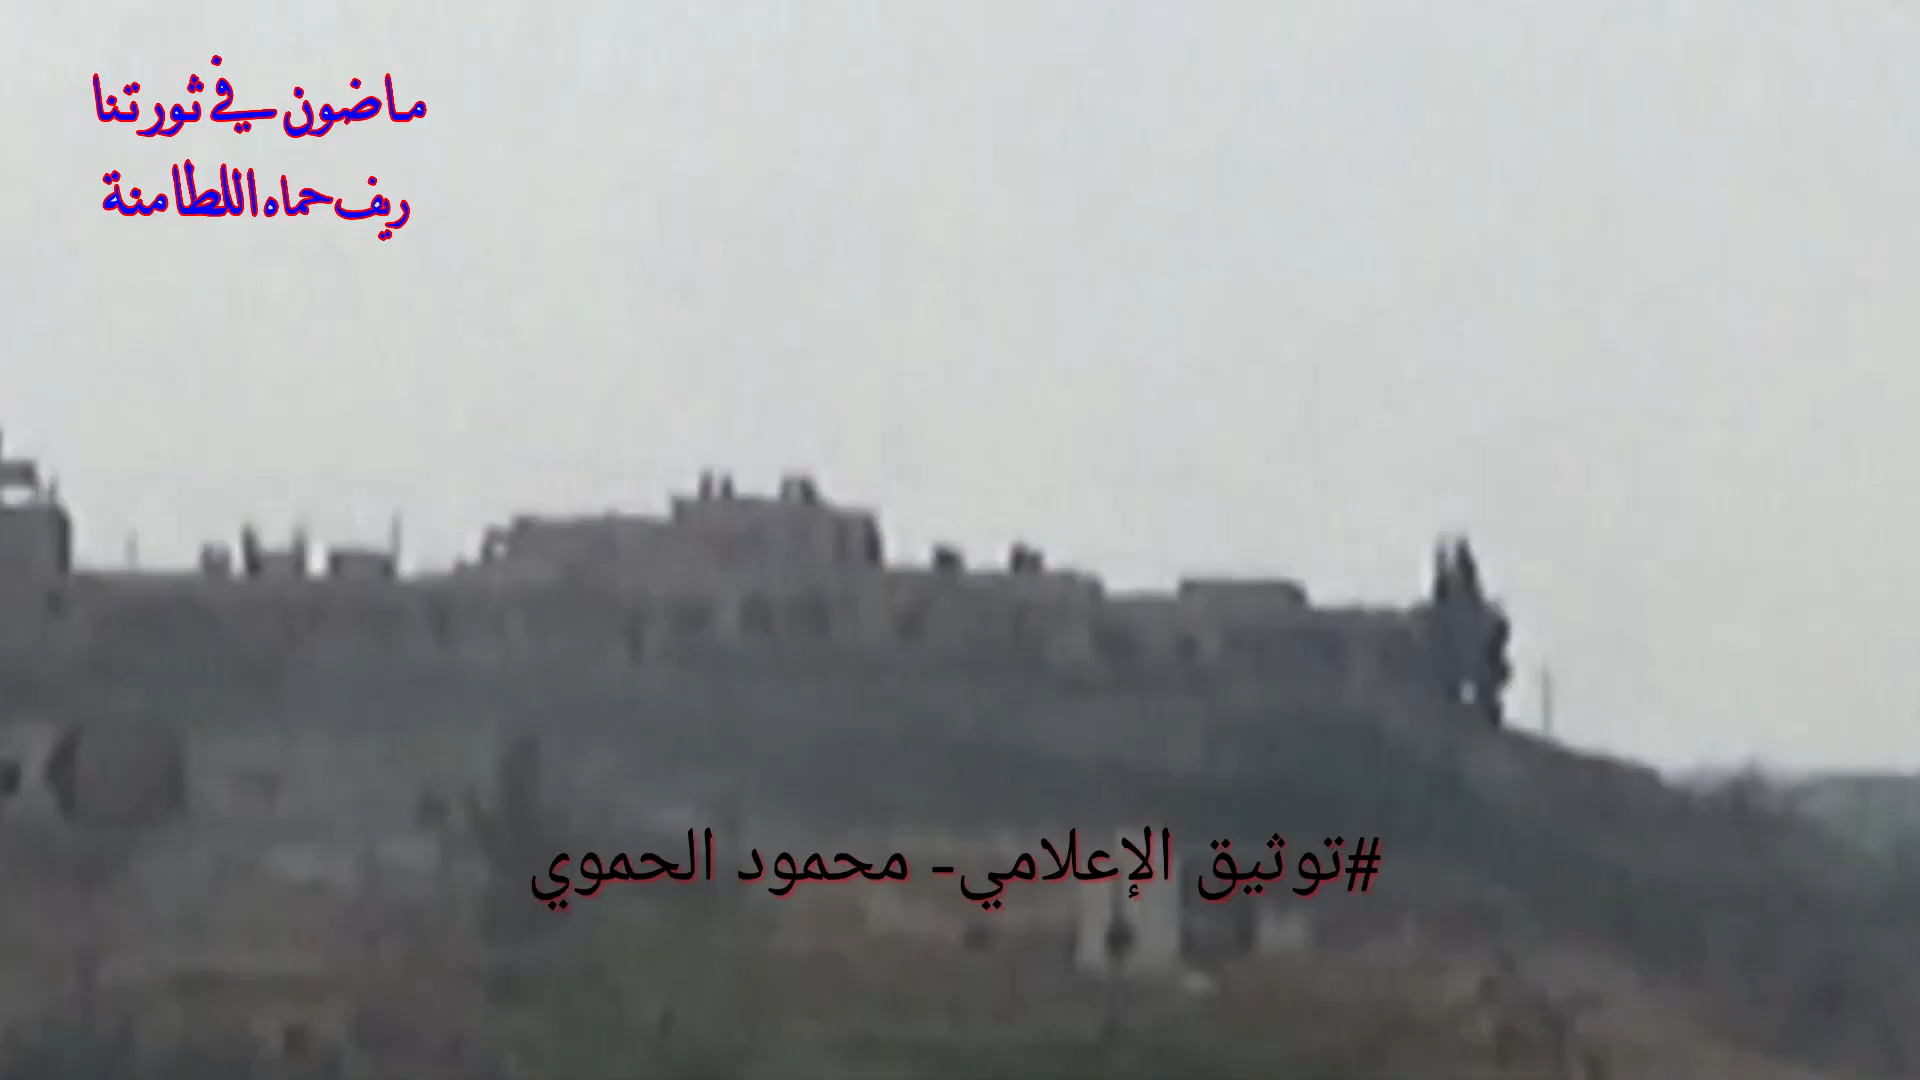 ماضون في ثورتنا
ريف حماه اللطامنة
#توثيق الإعلامي- محمود الحموي